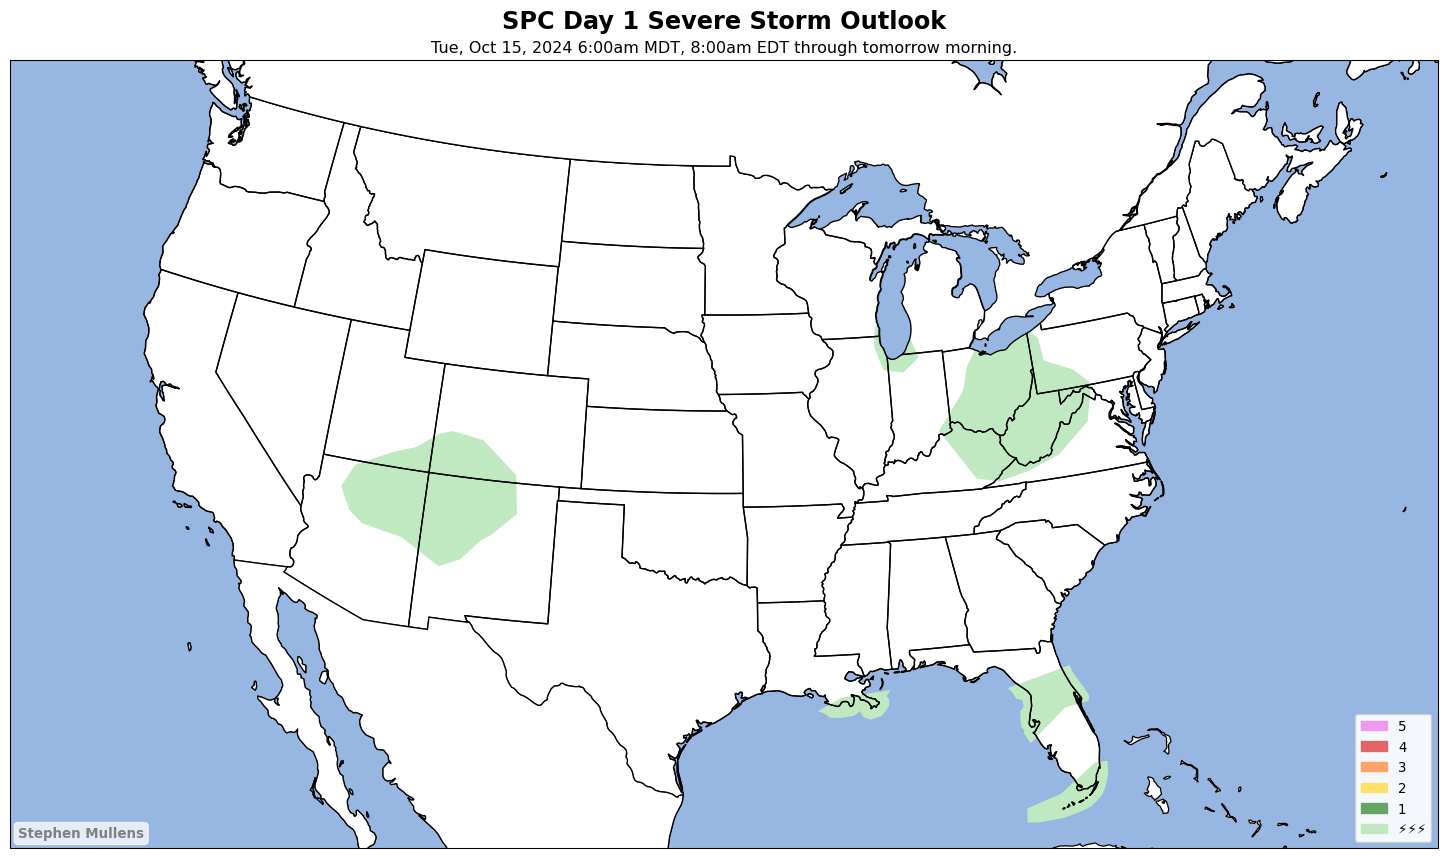 SPC Day 1 Severe Storm Outlook
Tue, Oct 15, 2024 6:00am MDT, 8:00am EDT through tomorrow morning.
5
4
3
2
1
⚡⚡⚡
Stephen Mullens